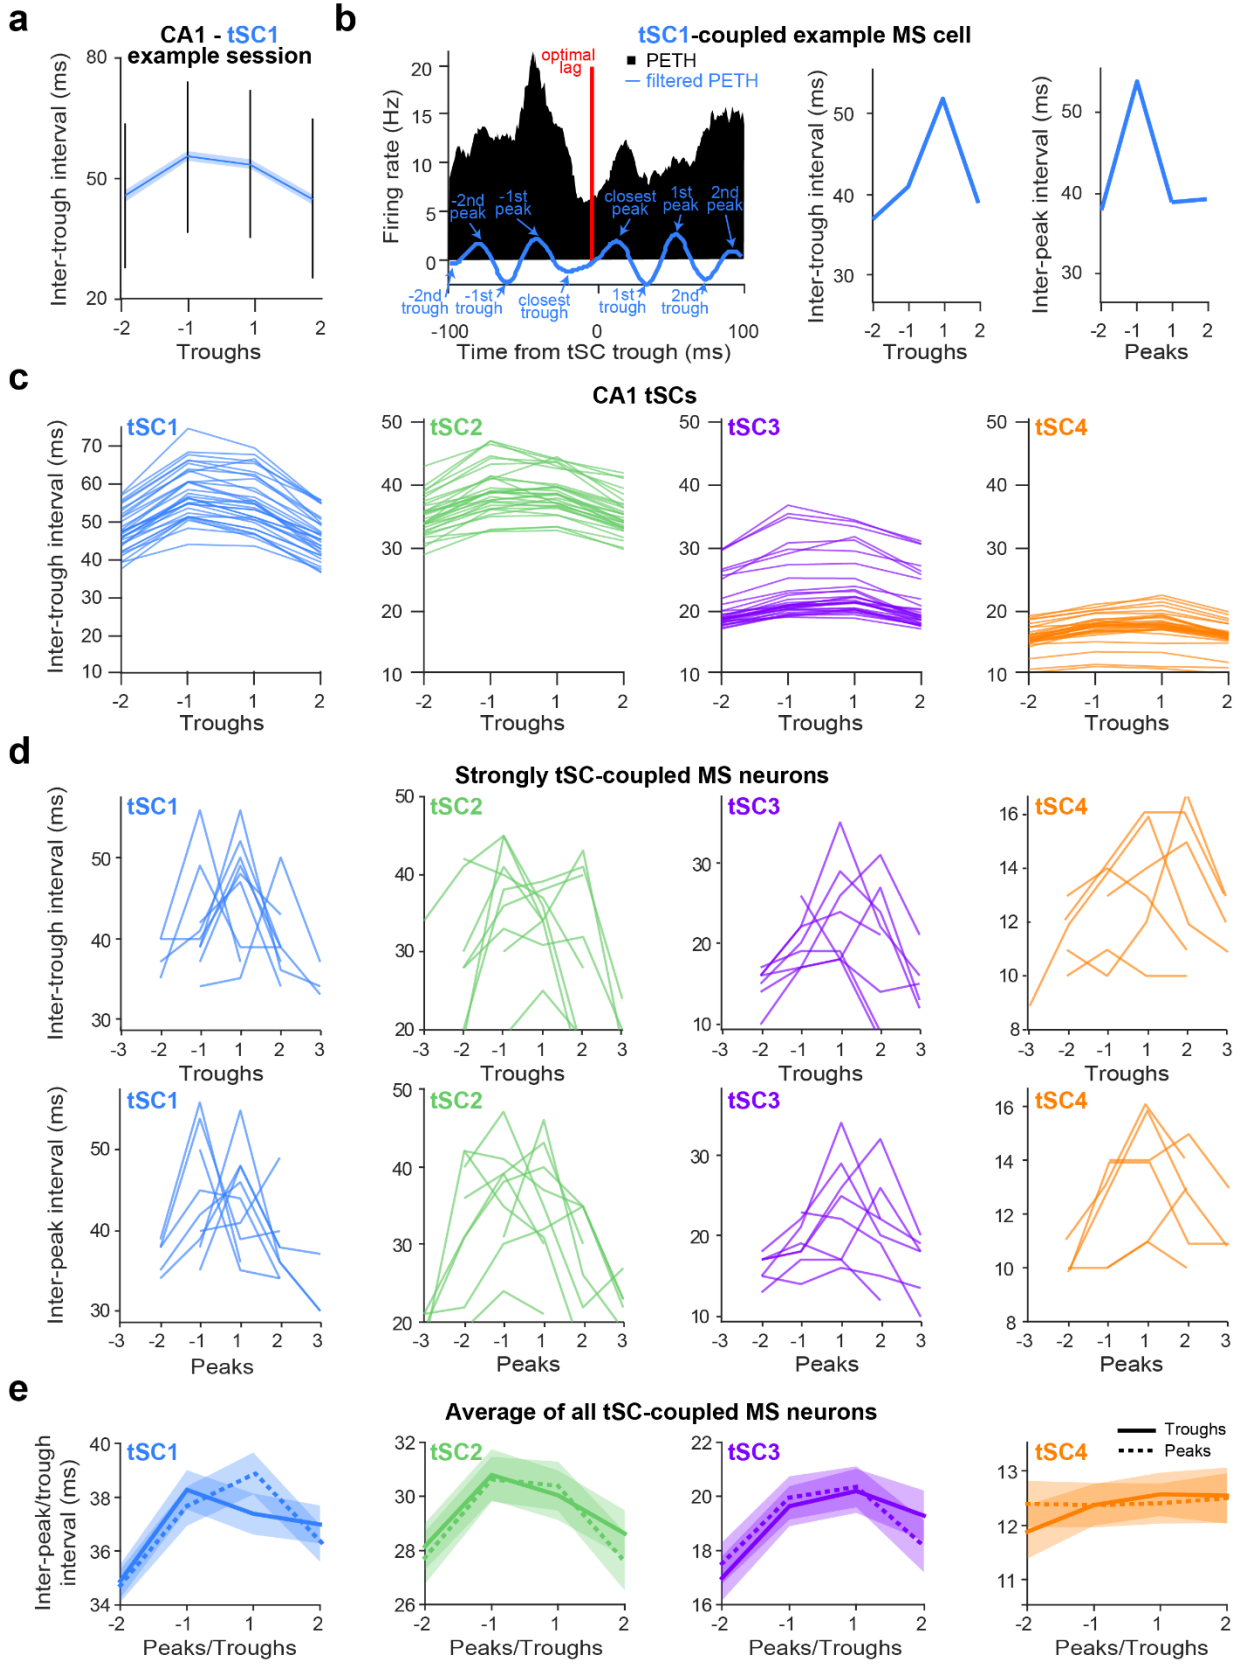 a
CA1 - tSC1
example session
Inter-trough interval (ms)
80
50
20
-2
-1
1
2
Troughs
b
tSC1-coupled example MS cell
optimal
lag
PETH
filtered PETH
Firing rate (Hz)
20
15
10
5
0
-2nd
peak
-1st
peak
closest
peak
1st
peak
2nd
peak
-2nd
trough
-1st
trough
closest
trough
1st
trough
2nd
trough
-100
0
100
Time from tSC trough (ms)
Inter-trough interval (ms)
50
40
30
-2
-1
1
2
Troughs
Inter-peak interval (ms)
50
40
30
-2
-1
1
2
Peaks
c
CA1 tSCs
Inter-trough interval (ms)
tSC1
70
60
50
40
30
20
10
-2
-1
1
2
Troughs
tSC2
50
40
30
20
10
-2
-1
1
2
Troughs
tSC3
50
40
30
20
10
-2
-1
1
2
Troughs
tSC4
50
40
30
20
10
-2
-1
1
2
Troughs
d
Strongly tSC-coupled MS neurons
Inter-trough interval (ms)
tSC1
50
40
30
-3
-2
-1
1
2
3
Troughs
tSC2
50
40
30
20
-3
-2
-1
1
2
3
Troughs
tSC3
30
20
10
-3
-2
-1
1
2
3
Troughs
tSC4
16
14
12
10
8
-3
-2
-1
1
2
3
Troughs
Inter-peak interval (ms)
tSC1
50
40
30
-3
-2
-1
1
2
3
Peaks
tSC2
50
40
30
20
-3
-2
-1
1
2
3
Peaks
tSC3
30
20
10
-3
-2
-1
1
2
3
Peaks
tSC4
16
14
12
10
8
-3
-2
-1
1
2
3
Peaks
e
Average of all tSC-coupled MS neurons
Troughs
Peaks
Inter-peak/trough
interval (ms)
tSC1
40
38
36
34
-2
-1
1
2
Peaks/Troughs
tSC2
32
30
28
26
-2
-1
1
2
Peaks/Troughs
tSC3
22
20
18
16
-2
-1
1
2
Peaks/Troughs
tSC4
13
12
11
-2
-1
1
2
Peaks/Troughs